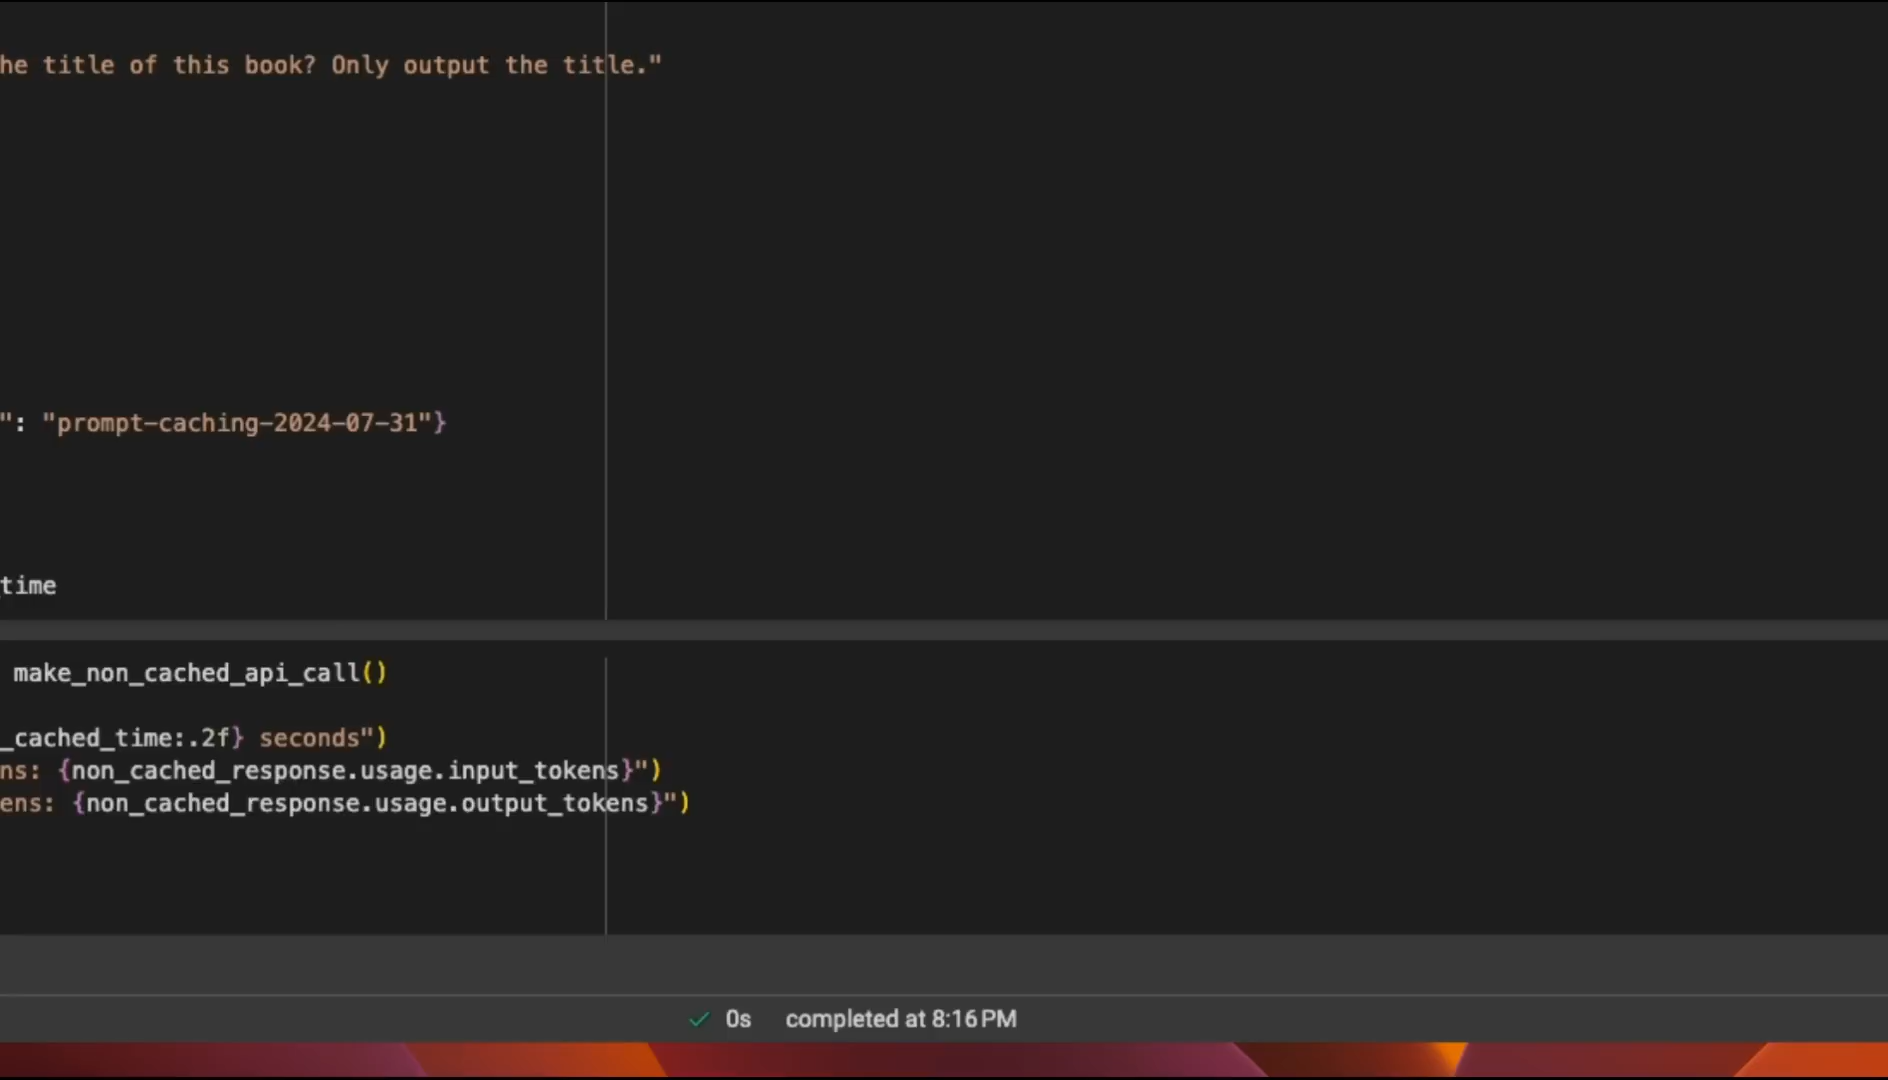 he title of this book? Only output the title."
": "prompt-caching-2024-07-31"}
time
make_non_cached_api_call()
_cached_time:.2f} seconds")
ns: {non_cached_response.usage.input_tokens}")
ens: {non_cached_response.usage.output_tokens}")
0s completed at 8:16 PM